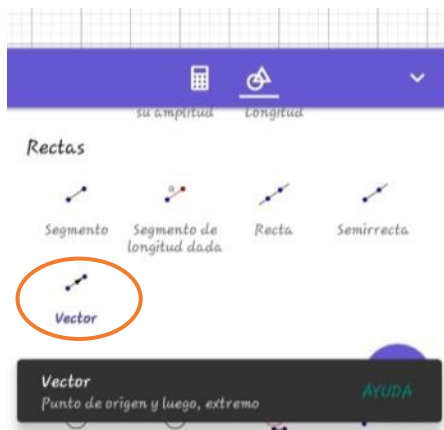 su amplitud Longitud
Rectas
Segmento Segmento de longitud dada Recta Semirrecta
Vector
Vector
Punto de origen y luego, extremo
AYUDA